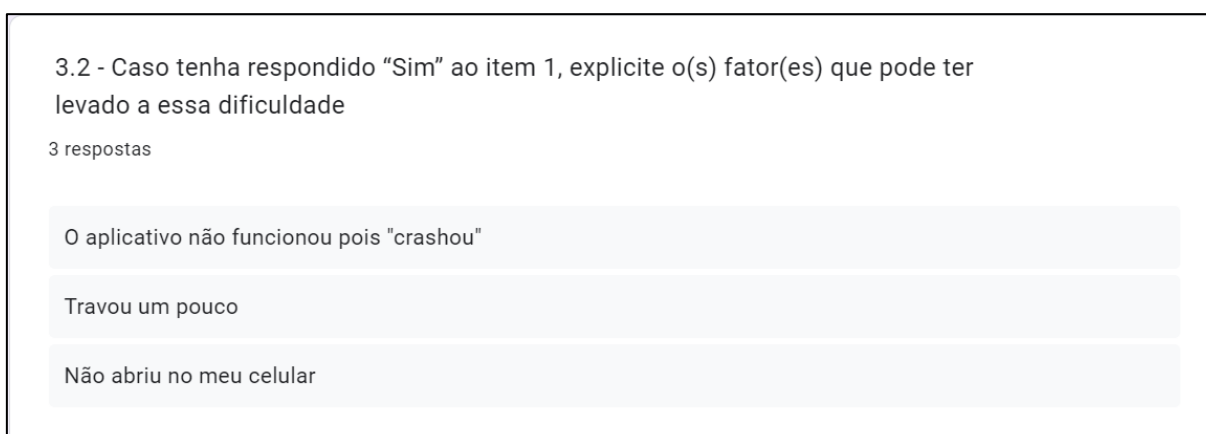 3.2 - Caso tenha respondido “Sim” ao item 1, explicite o(s) fator(es) que pode ter
levado a essa dificuldade
3 respostas
O aplicativo não funcionou pois "crashou"
Travou um pouco
Não abriu no meu celular